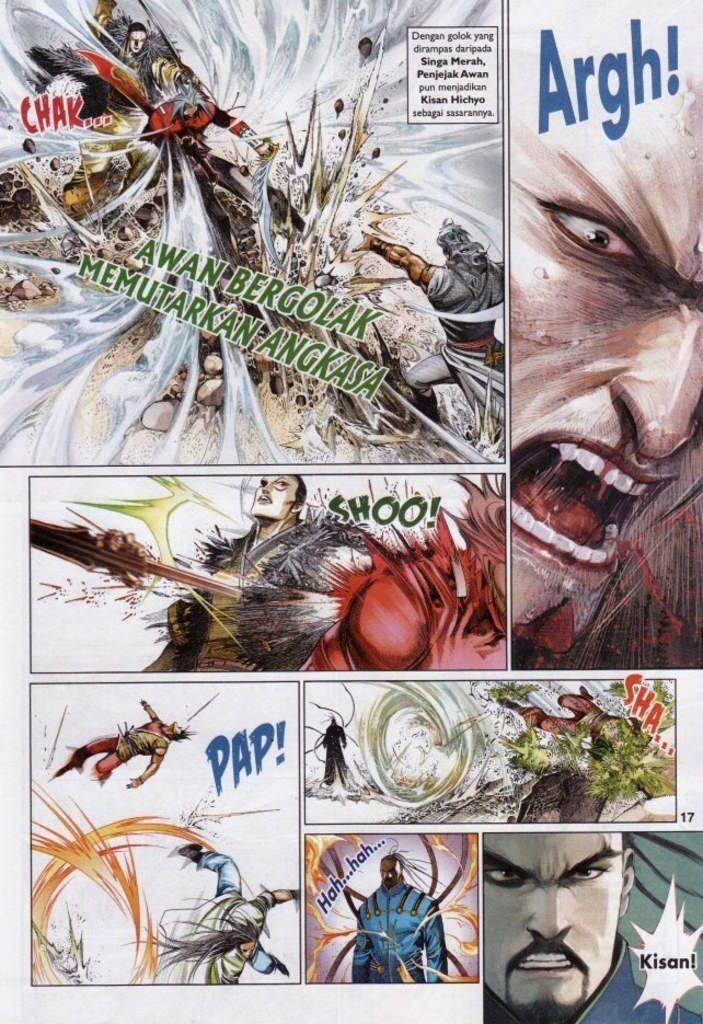 Dengan golok yang
dirampas daripada
Singa Merah,
Penjejak Awan
pun menjadikan
Kisan Hichyo
sebagai sasarannya.
CHAK...
AWAN BERGOLAK
MEMUTARKAN ANGKASA
Argh!
SHOO!
PAP!
SHA...
17
Hah...hah...
Kisan!